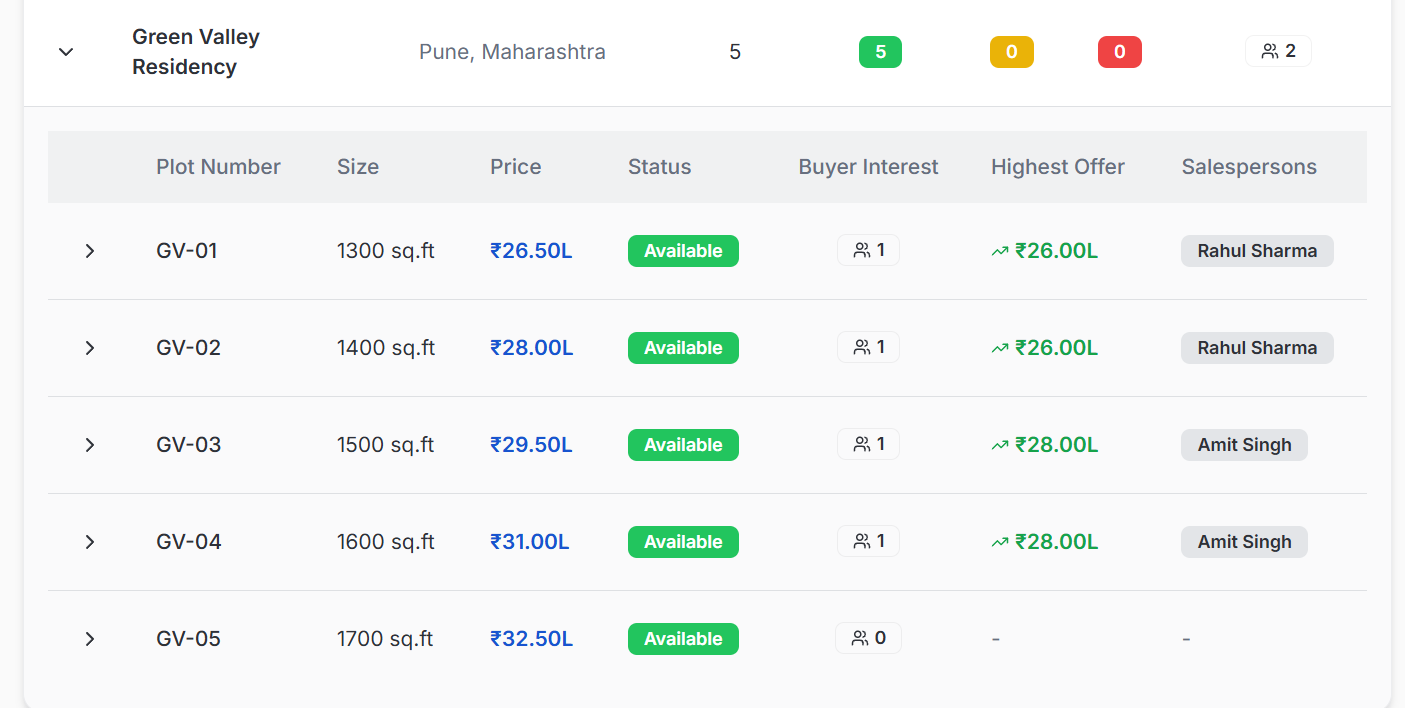 Green Valley
Residency
Pune, Maharashtra 5 5 0 0 2
Plot Number Size Price Status Buyer Interest Highest Offer Salespersons
GV-01 1300 sq.ft ₹26.50L Available 1 ₹26.00L Rahul Sharma
GV-02 1400 sq.ft ₹28.00L Available 1 ₹26.00L Rahul Sharma
GV-03 1500 sq.ft ₹29.50L Available 1 ₹28.00L Amit Singh
GV-04 1600 sq.ft ₹31.00L Available 1 ₹28.00L Amit Singh
GV-05 1700 sq.ft ₹32.50L Available 0 - -